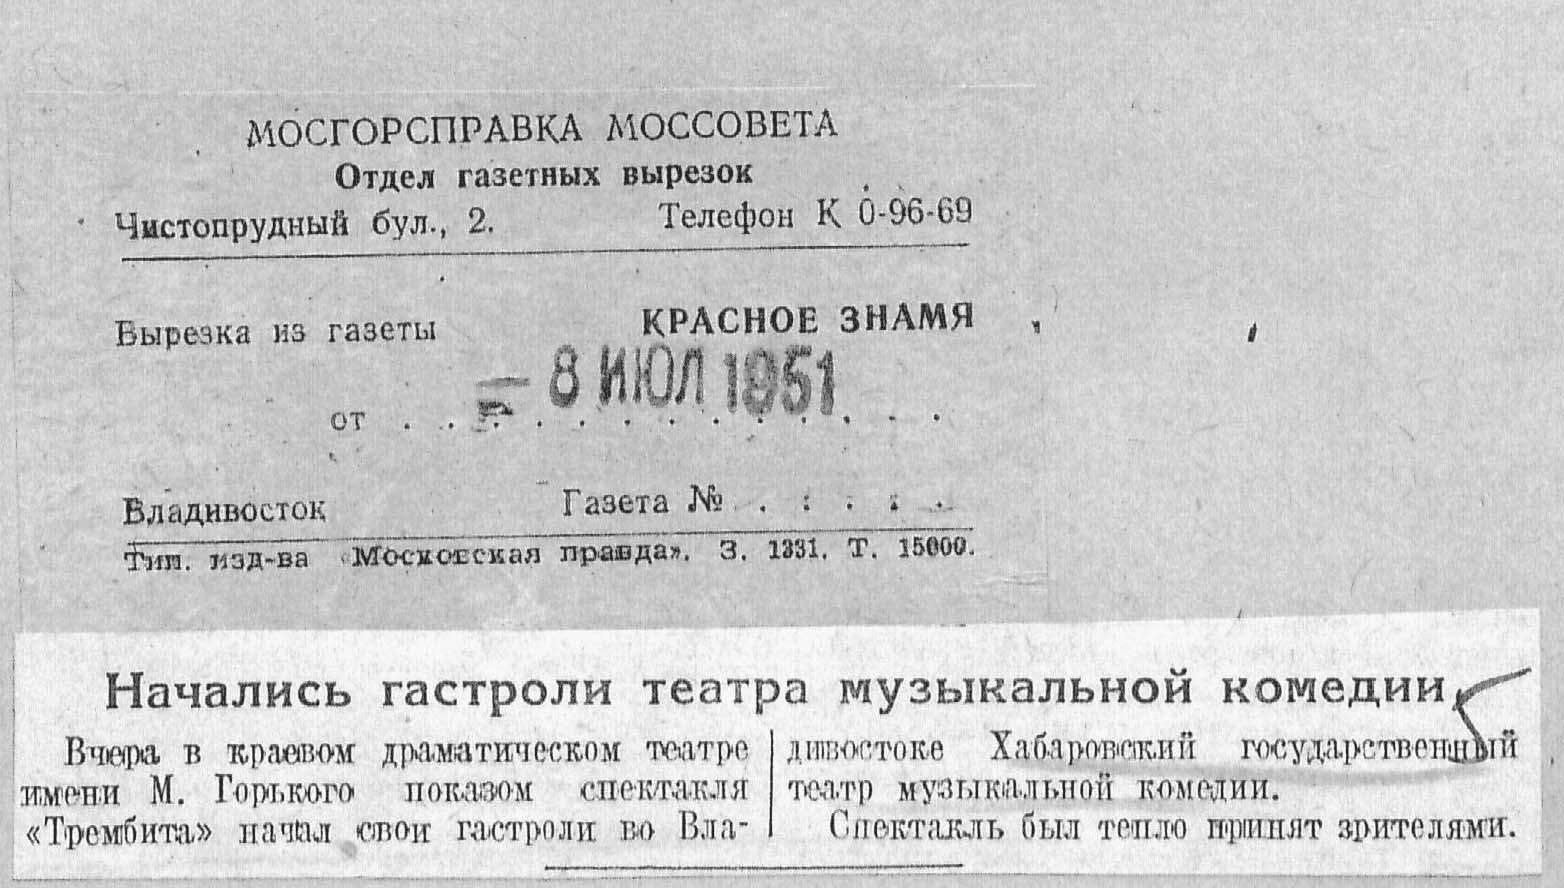 МОСГОРСПРАВКА МОССОВЕТА
Отдел газетных вырезок
Чистопрудный бул., 2. Телефон К 0-96-69
Вырезка из газеты КРАСНОЕ ЗНАМЯ
- 8 ИЮЛ 1951
от . . . . . . . . . . . . .
Владивосток Газета № . . . . .
Тип. изд-ва «Московская правда». З. 1331. Т. 15000.
Начались гастроли театра музыкальной комедии
Вчера в краевом драматическом театре
имени М. Горького показом спектакля
«Трембита» начал свои гастроли во Вла-
дивостоке Хабаровский государственный
театр музыкальной комедии.
Спектакль был тепло принят зрителями.